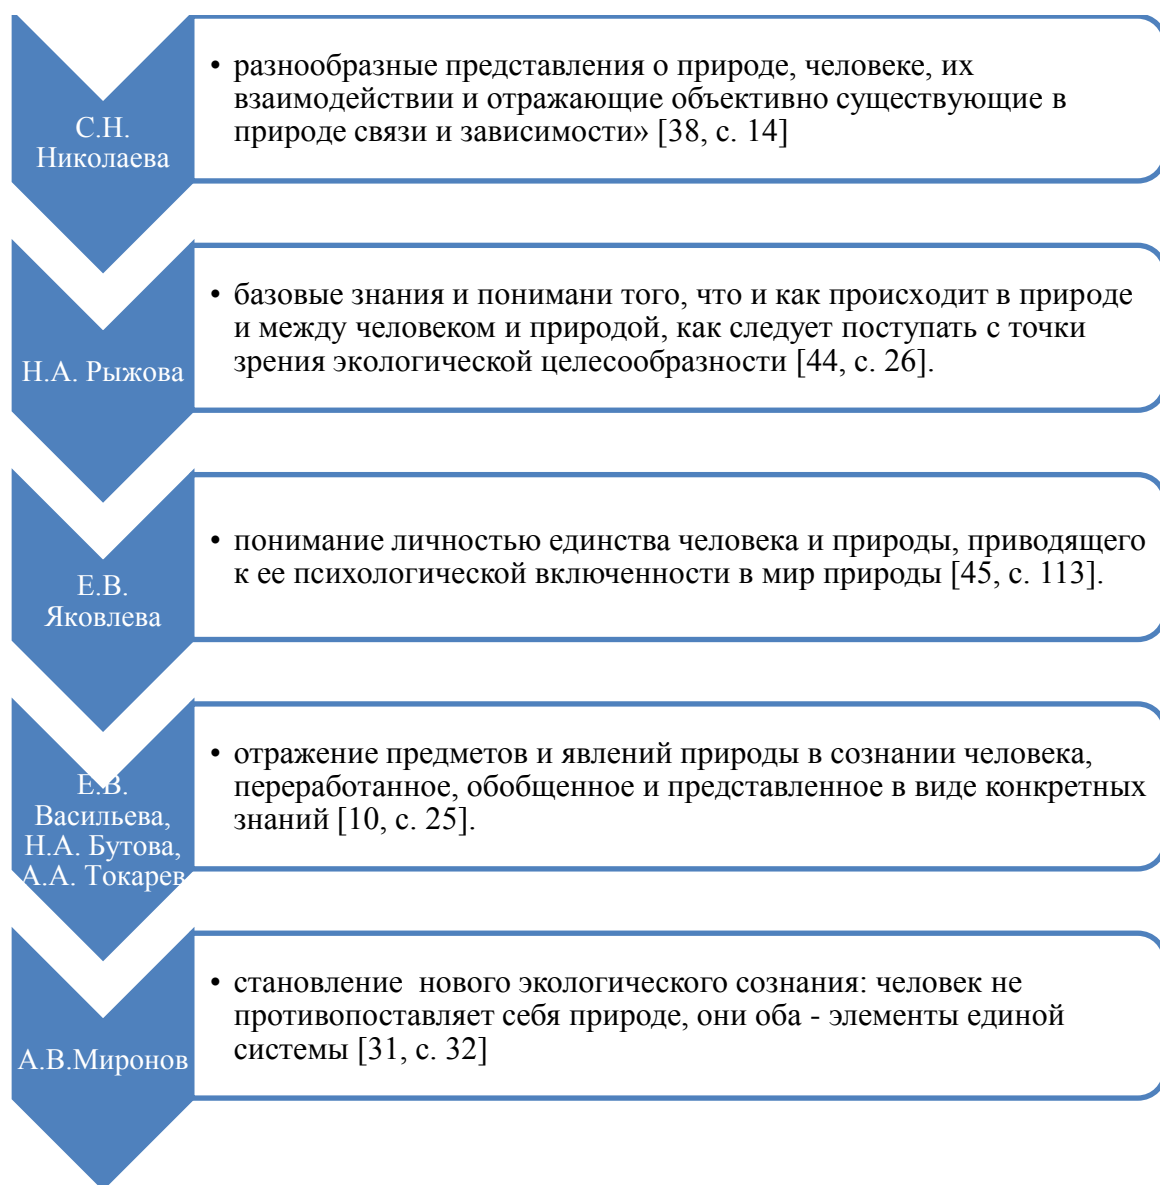 С.Н.
Николаева
• разнообразные представления о природе, человеке, их
взаимодействии и отражающие объективно существующие в
природе связи и зависимости» [38, с. 14]
Н.А. Рыжова
• базовые знания и понимани того, что и как происходит в природе
и между человеком и природой, как следует поступать с точки
зрения экологической целесообразности [44, с. 26].
Е.В.
Яковлева
• понимание личностью единства человека и природы, приводящего
к ее психологической включенности в мир природы [45, с. 113].
Е.В.
Васильева,
Н.А. Бутова,
А.А. Токарев
• отражение предметов и явлений природы в сознании человека,
переработанное, обобщенное и представленное в виде конкретных
знаний [10, с. 25].
А.В.Миронов
• становление  нового экологического сознания: человек не
противопоставляет себя природе, они оба - элементы единой
системы [31, с. 32]